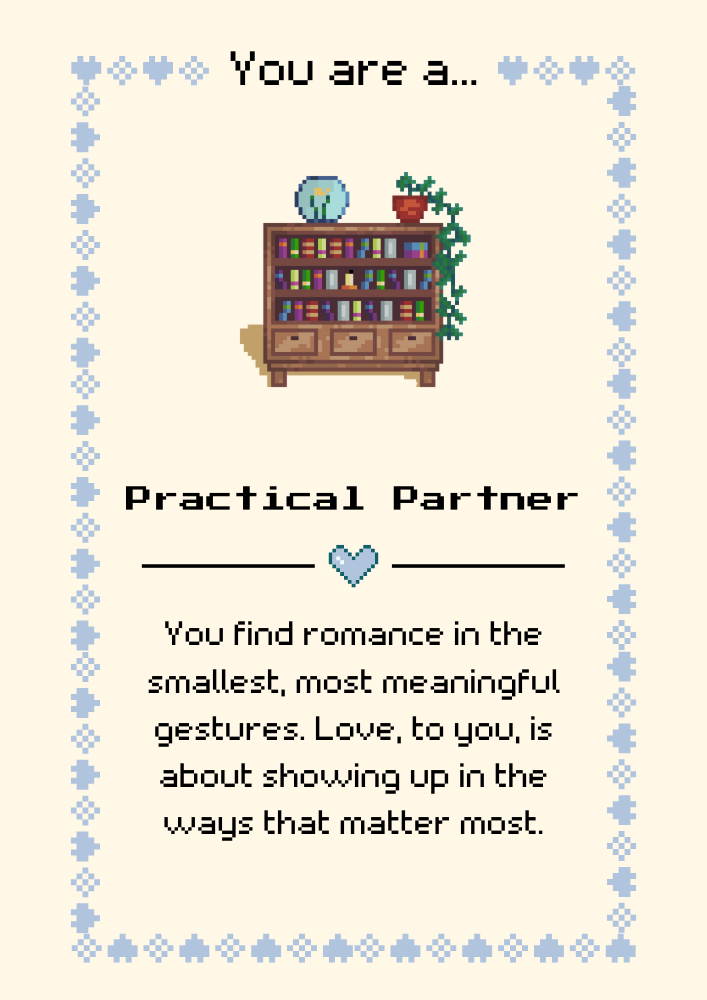 You are a...
Practical Partner
You find romance in the
smallest, most meaningful
gestures. Love, to you, is
about showing up in the
ways that matter most.